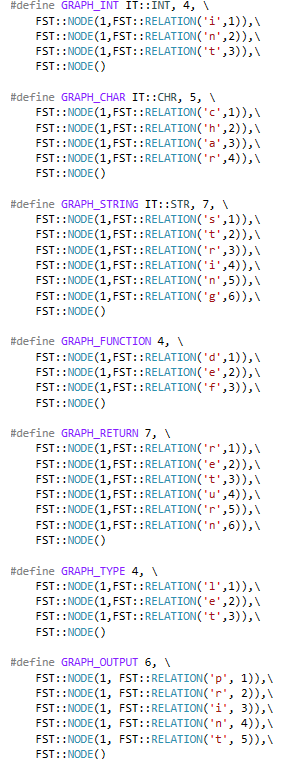 #define GRAPH_INT IT::INT, 4, \
FST::NODE(1,FST::RELATION('i',1)),\
FST::NODE(1,FST::RELATION('n',2)),\
FST::NODE(1,FST::RELATION('t',3)),\
FST::NODE()
#define GRAPH_CHAR IT::CHR, 5, \
FST::NODE(1,FST::RELATION('c',1)),\
FST::NODE(1,FST::RELATION('h',2)),\
FST::NODE(1,FST::RELATION('a',3)),\
FST::NODE(1,FST::RELATION('r',4)),\
FST::NODE()
#define GRAPH_STRING IT::STR, 7, \
FST::NODE(1,FST::RELATION('s',1)),\
FST::NODE(1,FST::RELATION('t',2)),\
FST::NODE(1,FST::RELATION('r',3)),\
FST::NODE(1,FST::RELATION('i',4)),\
FST::NODE(1,FST::RELATION('n',5)),\
FST::NODE(1,FST::RELATION('g',6)),\
FST::NODE()
#define GRAPH_FUNCTION 4, \
FST::NODE(1,FST::RELATION('d',1)),\
FST::NODE(1,FST::RELATION('e',2)),\
FST::NODE(1,FST::RELATION('f',3)),\
FST::NODE()
#define GRAPH_RETURN 7, \
FST::NODE(1,FST::RELATION('r',1)),\
FST::NODE(1,FST::RELATION('e',2)),\
FST::NODE(1,FST::RELATION('t',3)),\
FST::NODE(1,FST::RELATION('u',4)),\
FST::NODE(1,FST::RELATION('r',5)),\
FST::NODE(1,FST::RELATION('n',6)),\
FST::NODE()
#define GRAPH_TYPE 4, \
FST::NODE(1,FST::RELATION('l',1)),\
FST::NODE(1,FST::RELATION('e',2)),\
FST::NODE(1,FST::RELATION('t',3)),\
FST::NODE()
#define GRAPH_OUTPUT 6, \
FST::NODE(1, FST::RELATION('p', 1)),\
FST::NODE(1, FST::RELATION('r', 2)),\
FST::NODE(1, FST::RELATION('i', 3)),\
FST::NODE(1, FST::RELATION('n', 4)),\
FST::NODE(1, FST::RELATION('t', 5)),\
FST::NODE()